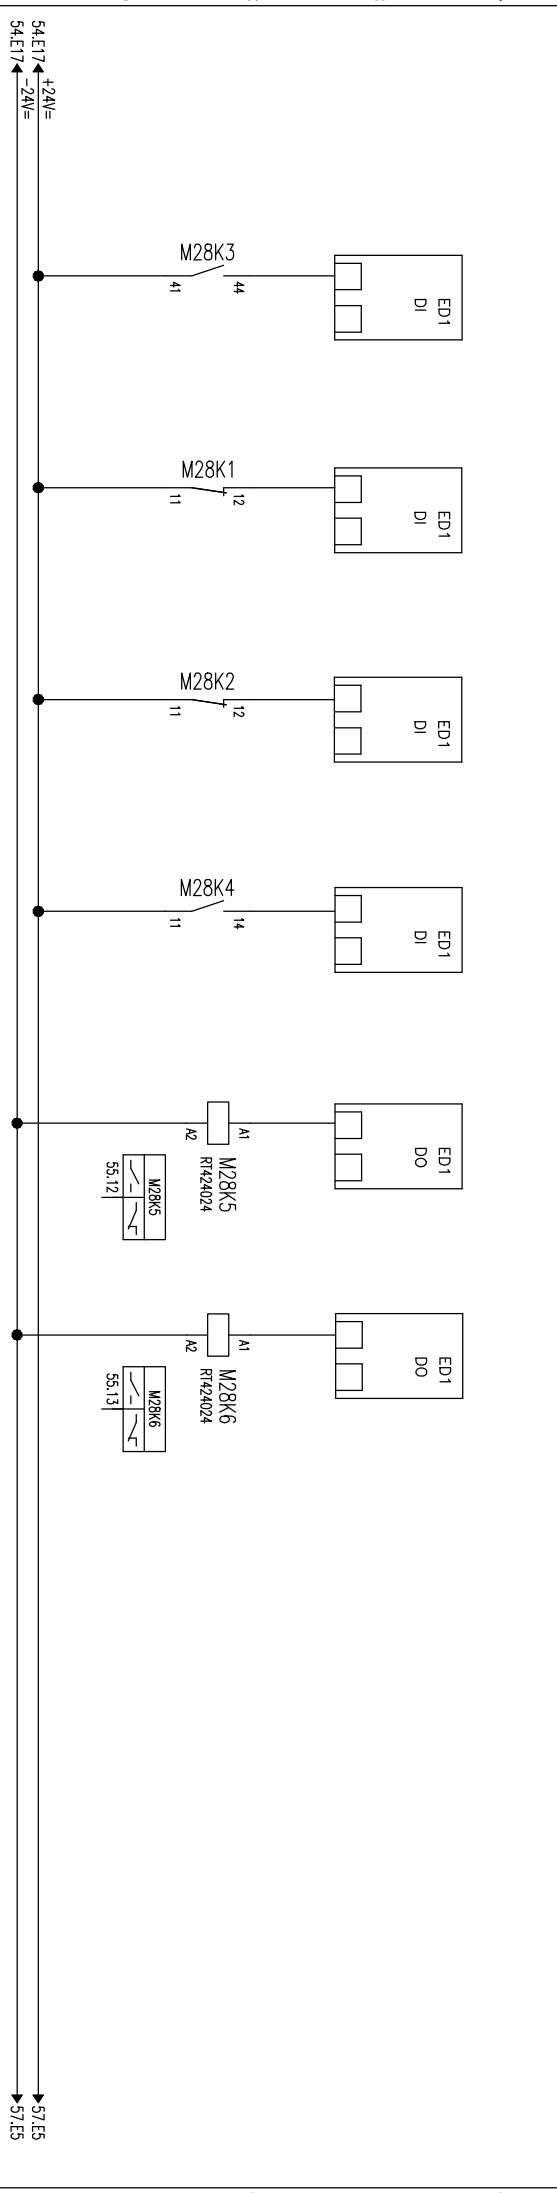 54.E17
-24V=
54.E17
+24V=
M28K3
41
44
ED1
DI
M28K1
11
12
ED1
DI
M28K2
11
12
ED1
DI
M28K4
11
14
ED1
DI
ED1
DO
A1
A2
M28K5
RT424024
M28K5
55.12
ED1
DO
A1
A2
M28K6
RT424024
M28K6
55.13
57.E5
57.E5